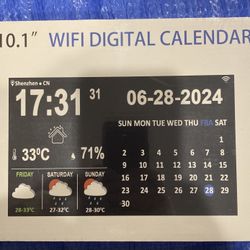 10.1" WIFI DIGITAL CALENDAR
Shenzhen • CN
17:31 31
06-28-2024
SUN MON TUE WED THU FRI SAT
1
2 3 4 5 6 7 8
9 10 11 12 13 14 15
16 17 18 19 20 21 22
23 24 25 26 27 28 29
30
33°C 71%
FRIDAY SATURDAY SUNDAY
28-33°C 27-32°C 28-30°C